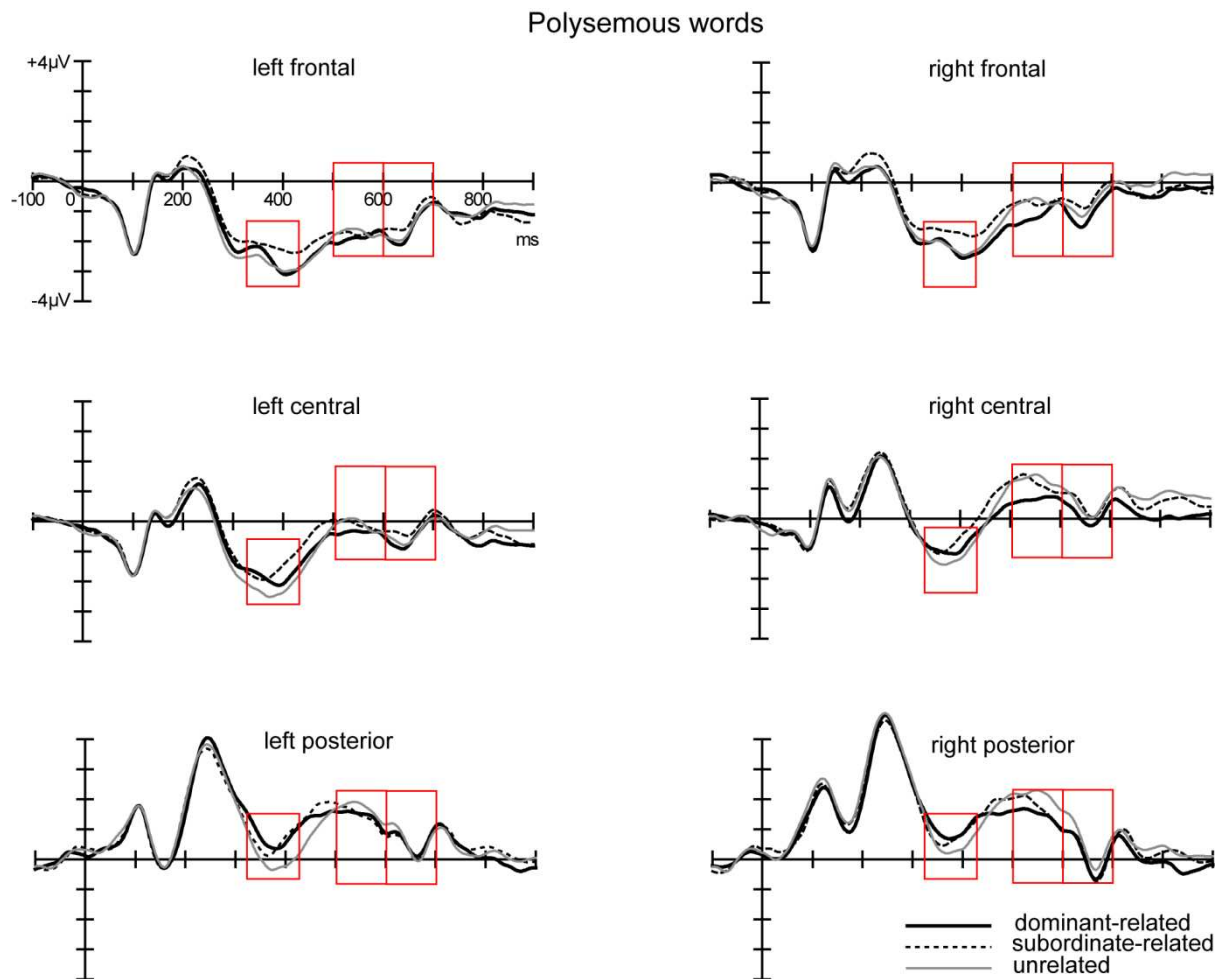 Polysemous words
+4µV
left frontal
right frontal
-100 0 200 400 600 800
ms
-4µV
left central
right central
left posterior
right posterior
dominant-related
subordinate-related
unrelated